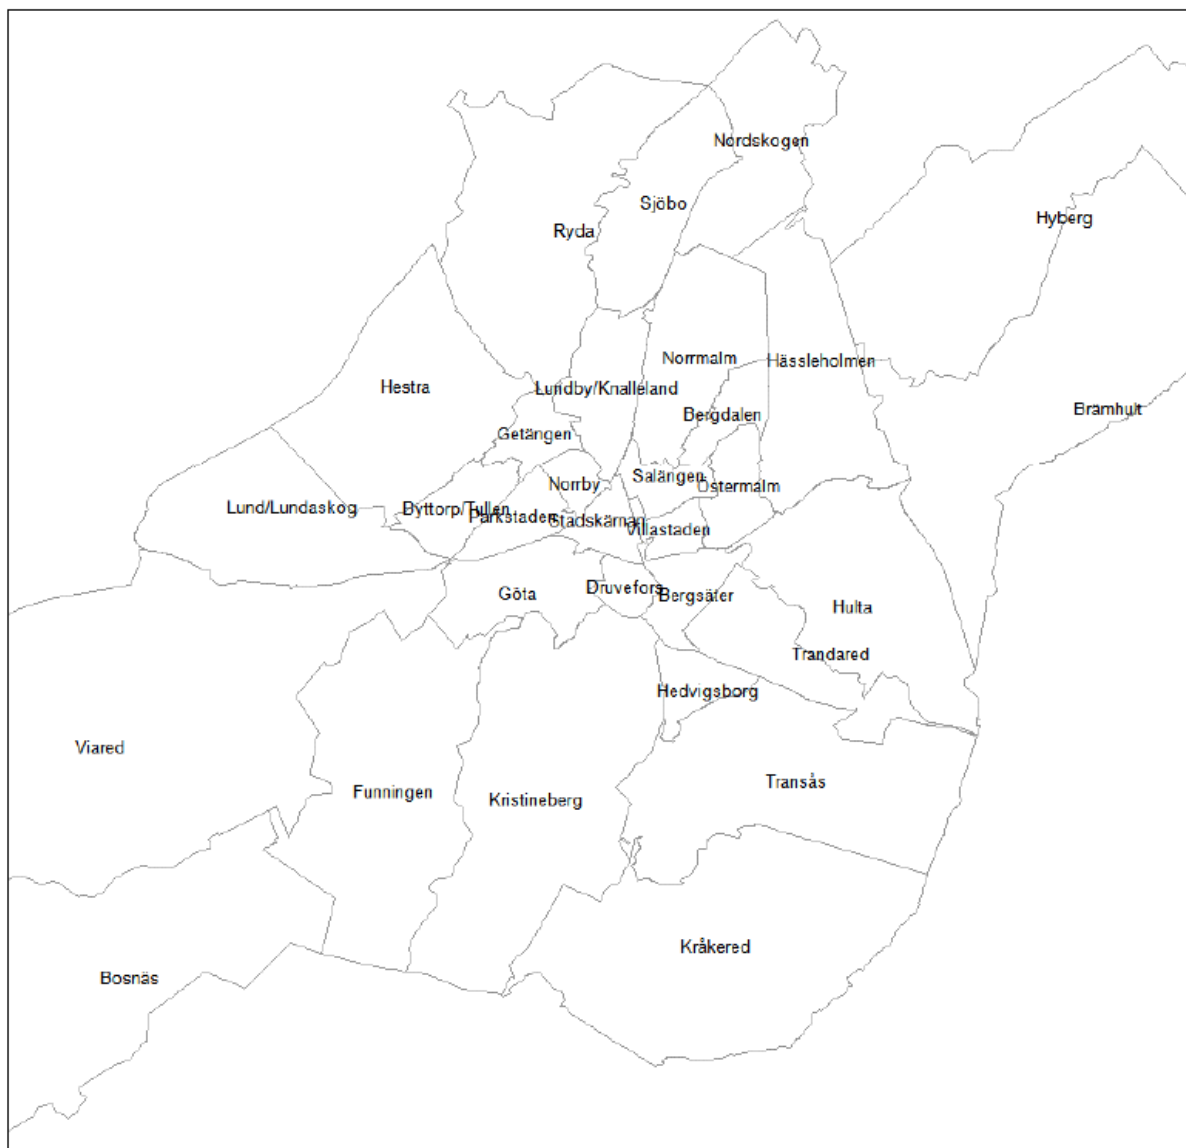 Nordskogen
Sjöbo
Hyberg
Ryda
Norrmalm
Hässleholmen
Hestra
Lundby/Knalleland
Brämhult
Bergdalen
Getängen
Salängen
Norrby
Östermalm
Lund/Lundaskog
Byttorp/Tullen
Parkstaden
Stadskärnan
Villastaden
Druvefors
Göta
Bergsäter
Hulta
Trandared
Hedvigsborg
Viared
Transås
Funningen
Kristineberg
Kråkered
Bosnäs